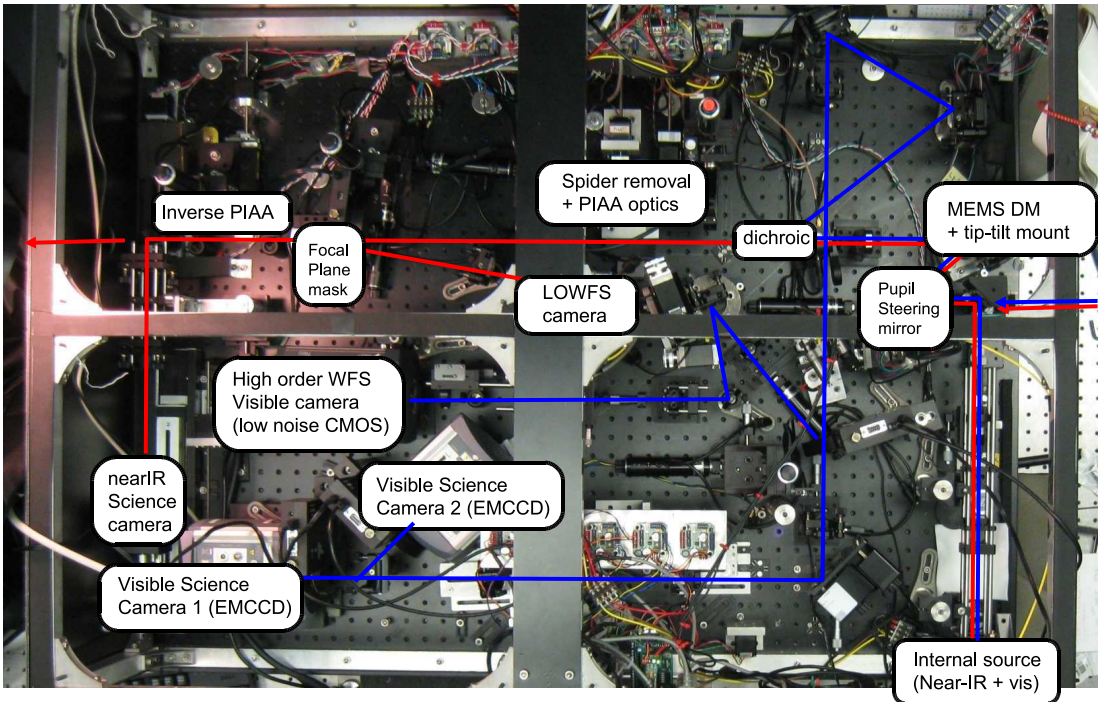 Spider removal
+ PIAA optics
MEMS DM
+ tip-tilt mount
Inverse PIAA
dichroic
Focal
Plane
mask
LOWFS
camera
Pupil
Steering
mirror
High order WFS
Visible camera
(low noise CMOS)
nearIR
Science
camera
Visible Science
Camera 2 (EMCCD)
Visible Science
Camera 1 (EMCCD)
Internal source
(Near-IR + vis)